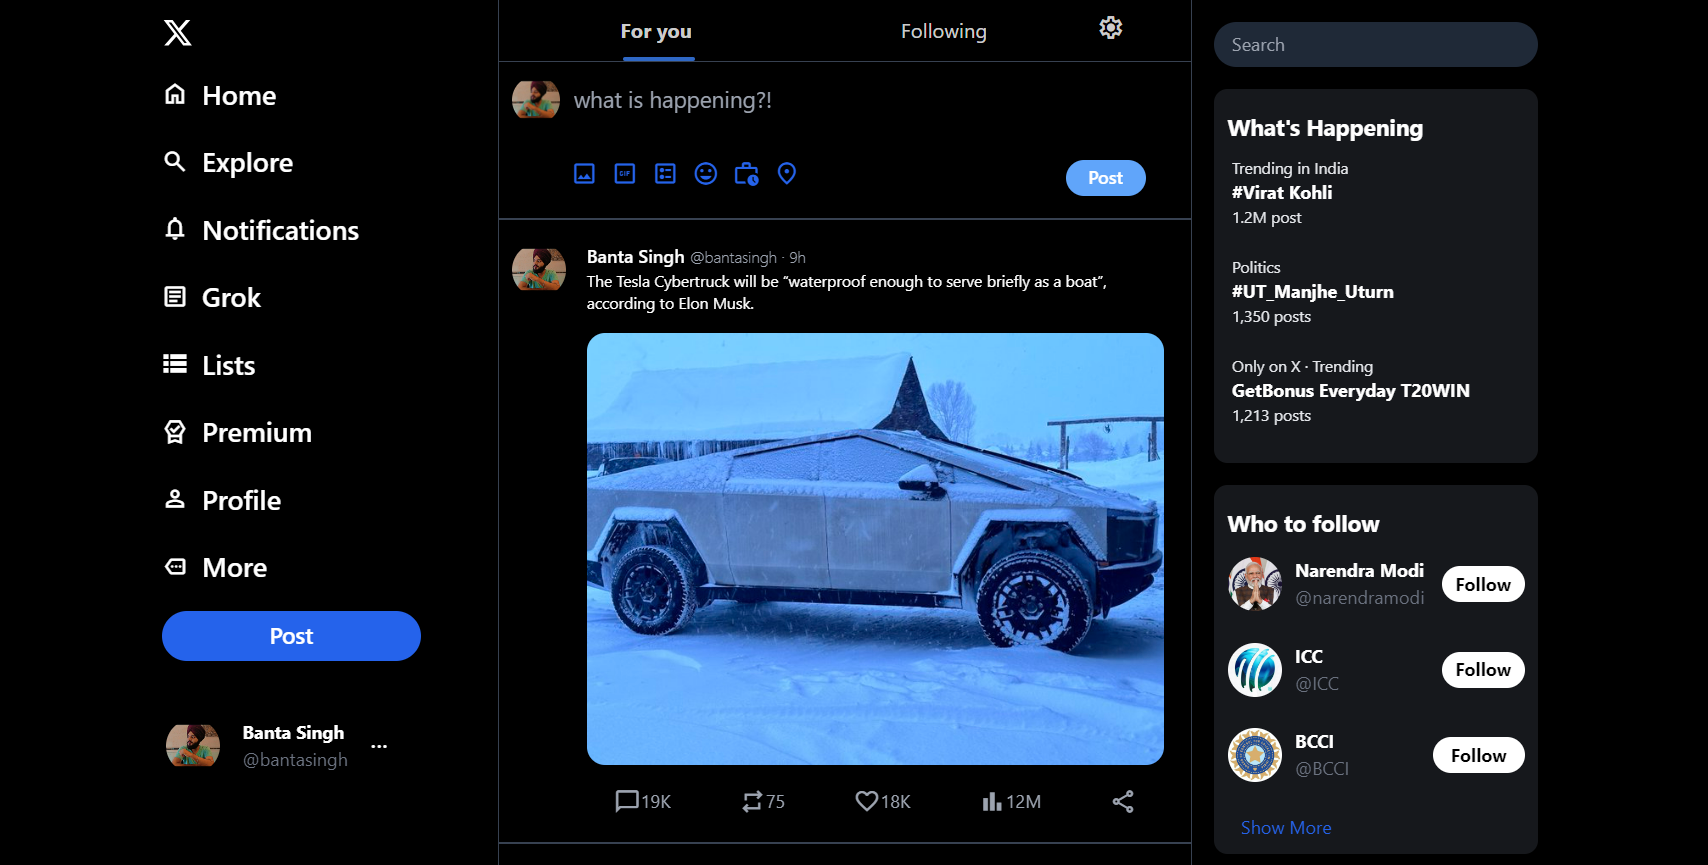 Home
Explore
Notifications
Grok
Lists
Premium
Profile
More
Post
Banta Singh
@bantasingh
...
For you
Following
what is happening?!
GIF
Post
Banta Singh @bantasingh · 9h
The Tesla Cybertruck will be “waterproof enough to serve briefly as a boat”,
according to Elon Musk.
19K
75
18K
12M
Search
What's Happening
Trending in India
#Virat Kohli
1.2M post
Politics
#UT_Manjhe_Uturn
1,350 posts
Only on X · Trending
GetBonus Everyday T20WIN
1,213 posts
Who to follow
Narendra Modi
@narendramodi
Follow
ICC
@ICC
Follow
BCCI
@BCCI
Follow
Show More